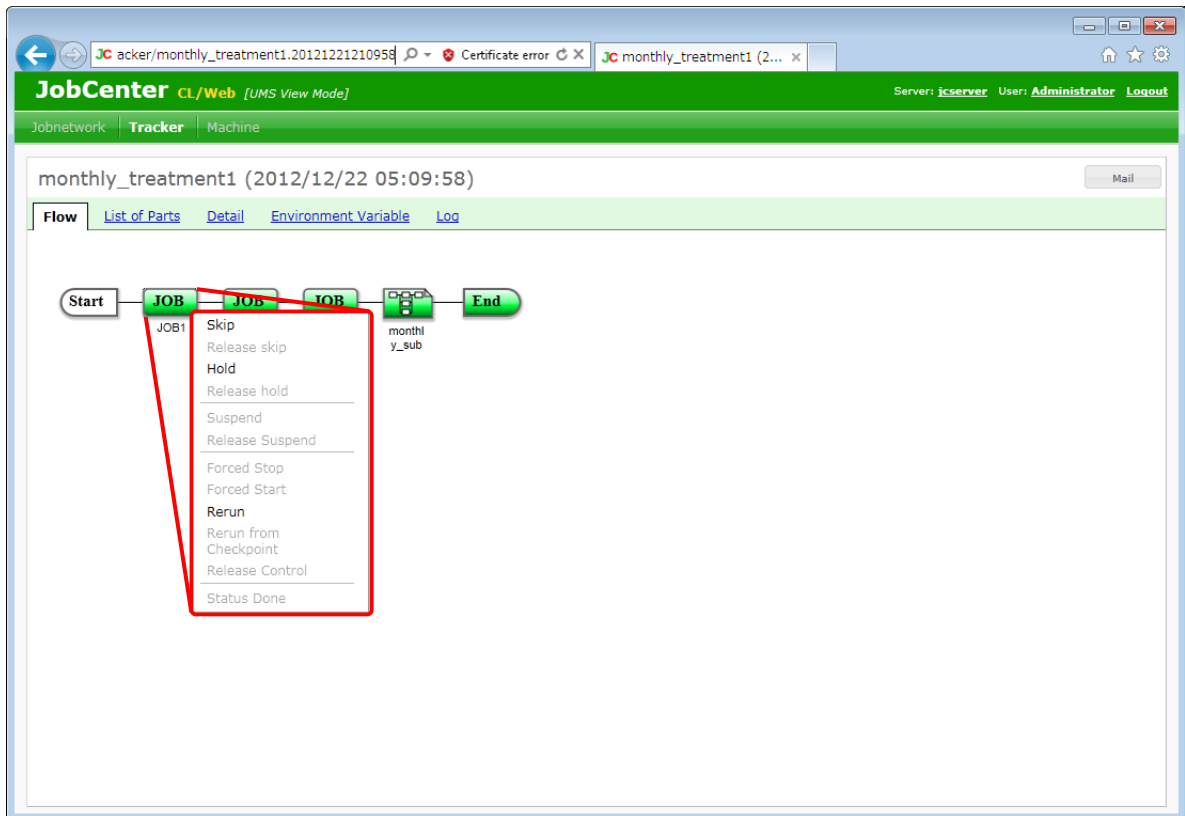 JC acker/monthly_treatment1.20121221210958 Certificate error JC monthly_treatment1 (2...
JobCenter CL/Web [UMS View Mode] Server: jcserver User: Administrator Logout
Jobnetwork Tracker Machine
monthly_treatment1 (2012/12/22 05:09:58) Mail
Flow List of Parts Detail Environment Variable Log
Start JOB JOB JOB End
JOB1 monthl
y_sub
Skip
Release skip
Hold
Release hold
Suspend
Release Suspend
Forced Stop
Forced Start
Rerun
Rerun from
Checkpoint
Release Control
Status Done